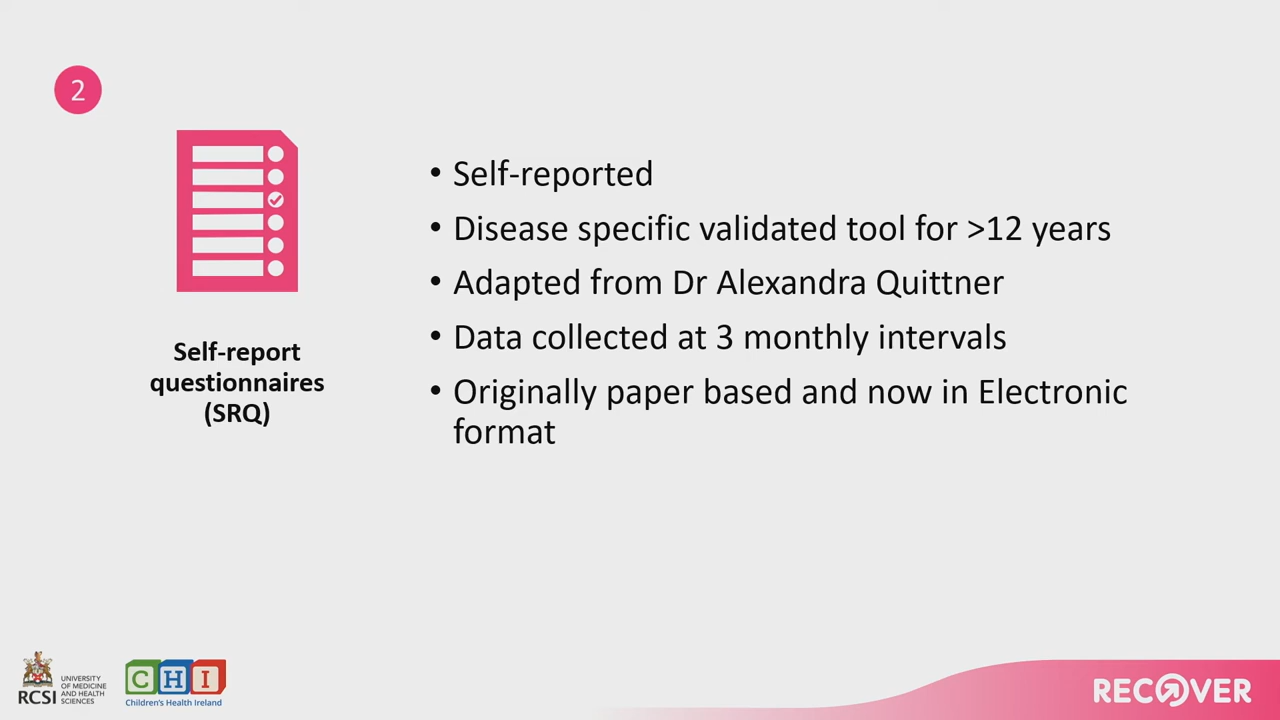 2
Self-report
questionnaires
(SRQ)
• Self-reported
• Disease specific validated tool for >12 years
• Adapted from Dr Alexandra Quittner
• Data collected at 3 monthly intervals
• Originally paper based and now in Electronic
format
RCSI
UNIVERSITY
OF MEDICINE
AND HEALTH
SCIENCES
CHI
Children's Health Ireland
RECOVER